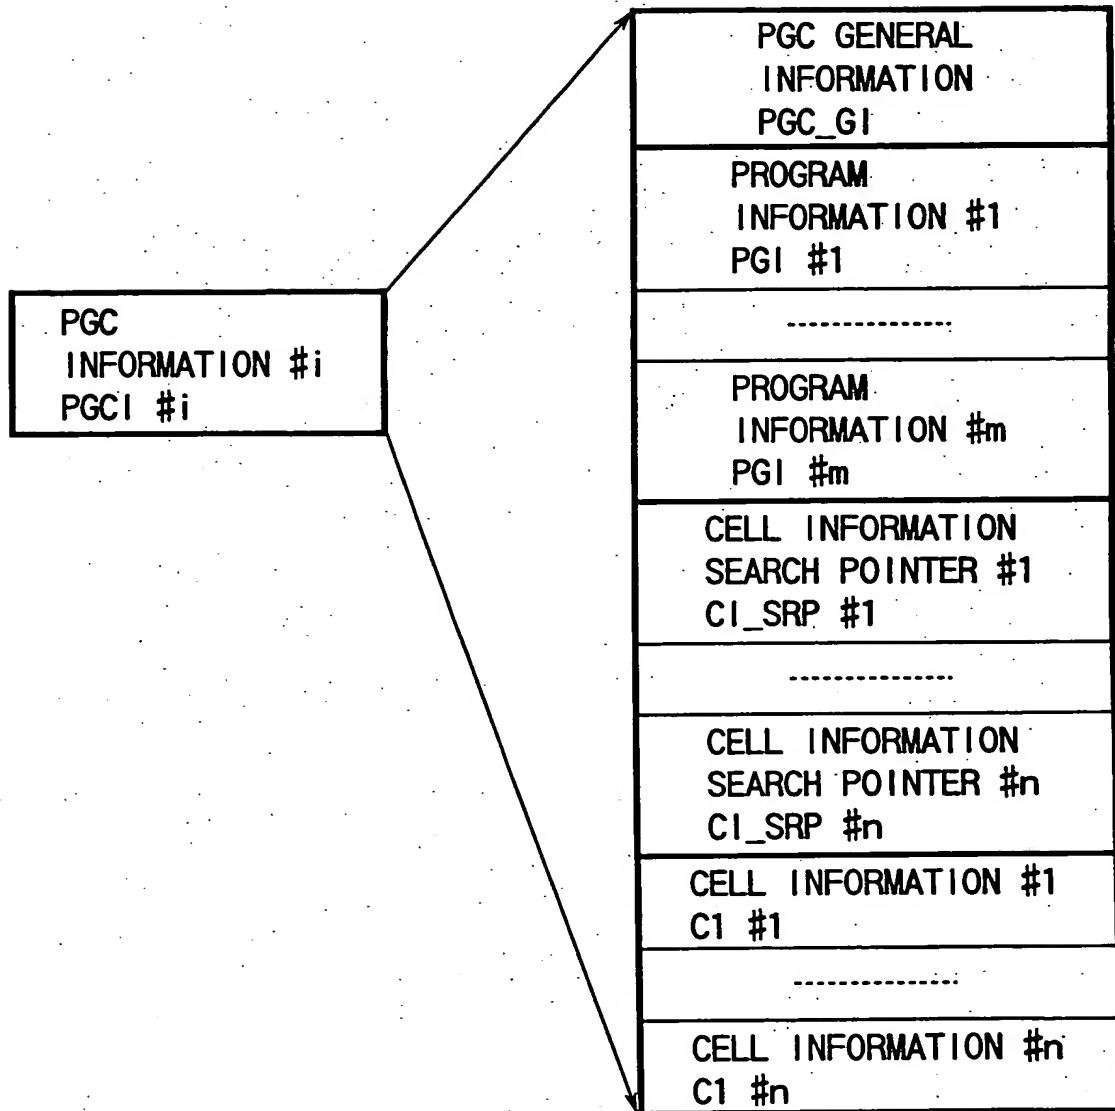 PGC GENERAL
INFORMATION
PGC_GI
PROGRAM
INFORMATION #1
PGI #1
---------------
PGC
INFORMATION #i
PGCI #i
PROGRAM
INFORMATION #m
PGI #m
CELL INFORMATION
SEARCH POINTER #1
CI_SRP #1
---------------
CELL INFORMATION
SEARCH POINTER #n
CI_SRP #n
CELL INFORMATION #1
C1 #1
---------------
CELL INFORMATION #n
C1 #n